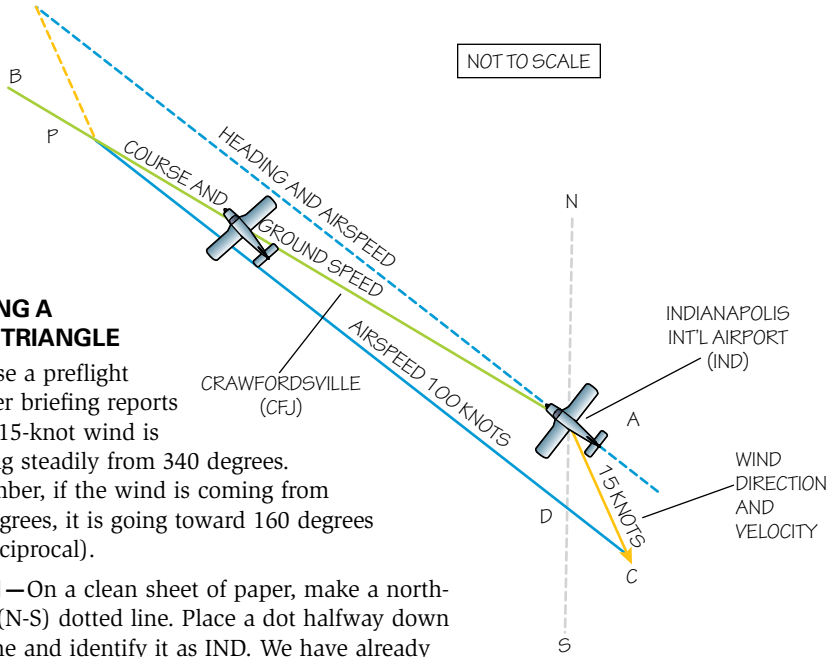 NOT TO SCALE
B
P
HEADING AND AIRSPEED
COURSE AND
GROUND SPEED
N
INDIANAPOLIS
INT'L AIRPORT
(IND)
A
AIRSPEED 100 KNOTS
CRAWFORDSVILLE
(CFJ)
15 KNOTS
WIND
DIRECTION
AND
VELOCITY
D
C
S
NG A
TRIANGLE
se a preflight
er briefing reports
15-knot wind is
g steadily from 340 degrees.
mber, if the wind is coming from
grees, it is going toward 160 degrees
ciprocal).
—On a clean sheet of paper, make a north-
(N-S) dotted line. Place a dot halfway down
ne and identify it as IND. We have already